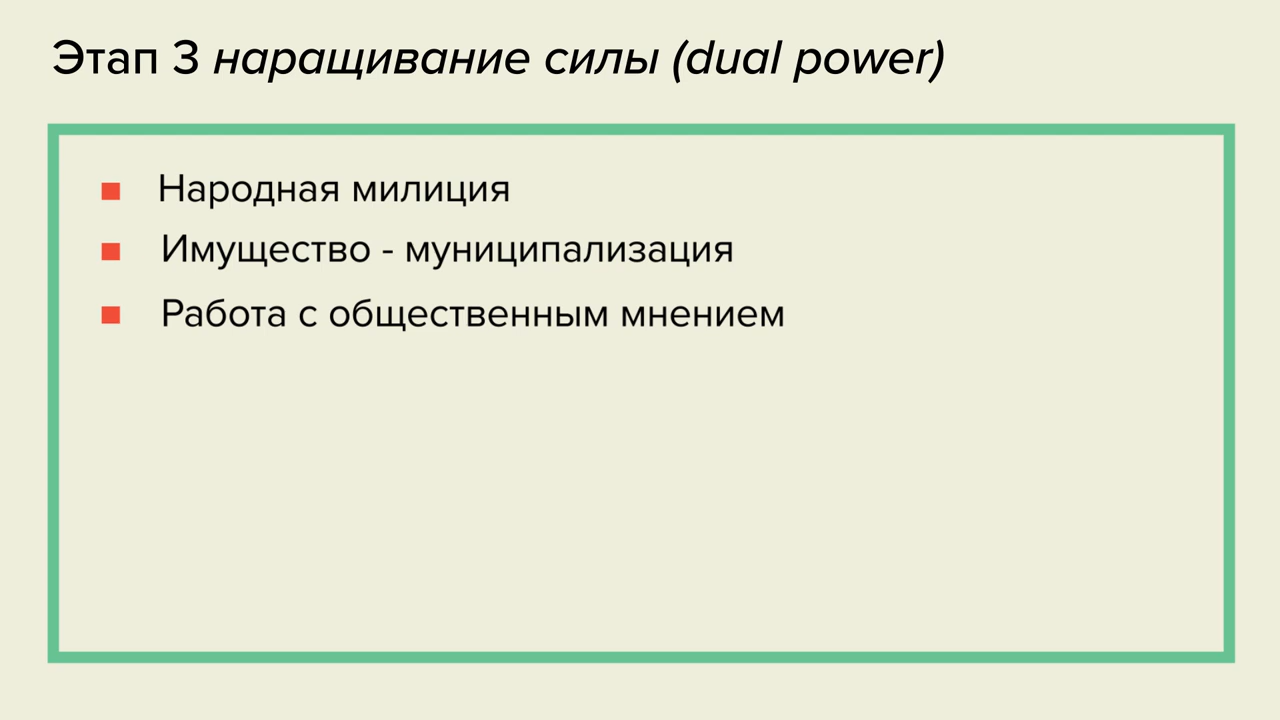 Этап 3 наращивание силы (dual power)
Народная милиция
Имущество - муниципализация
Работа с общественным мнением